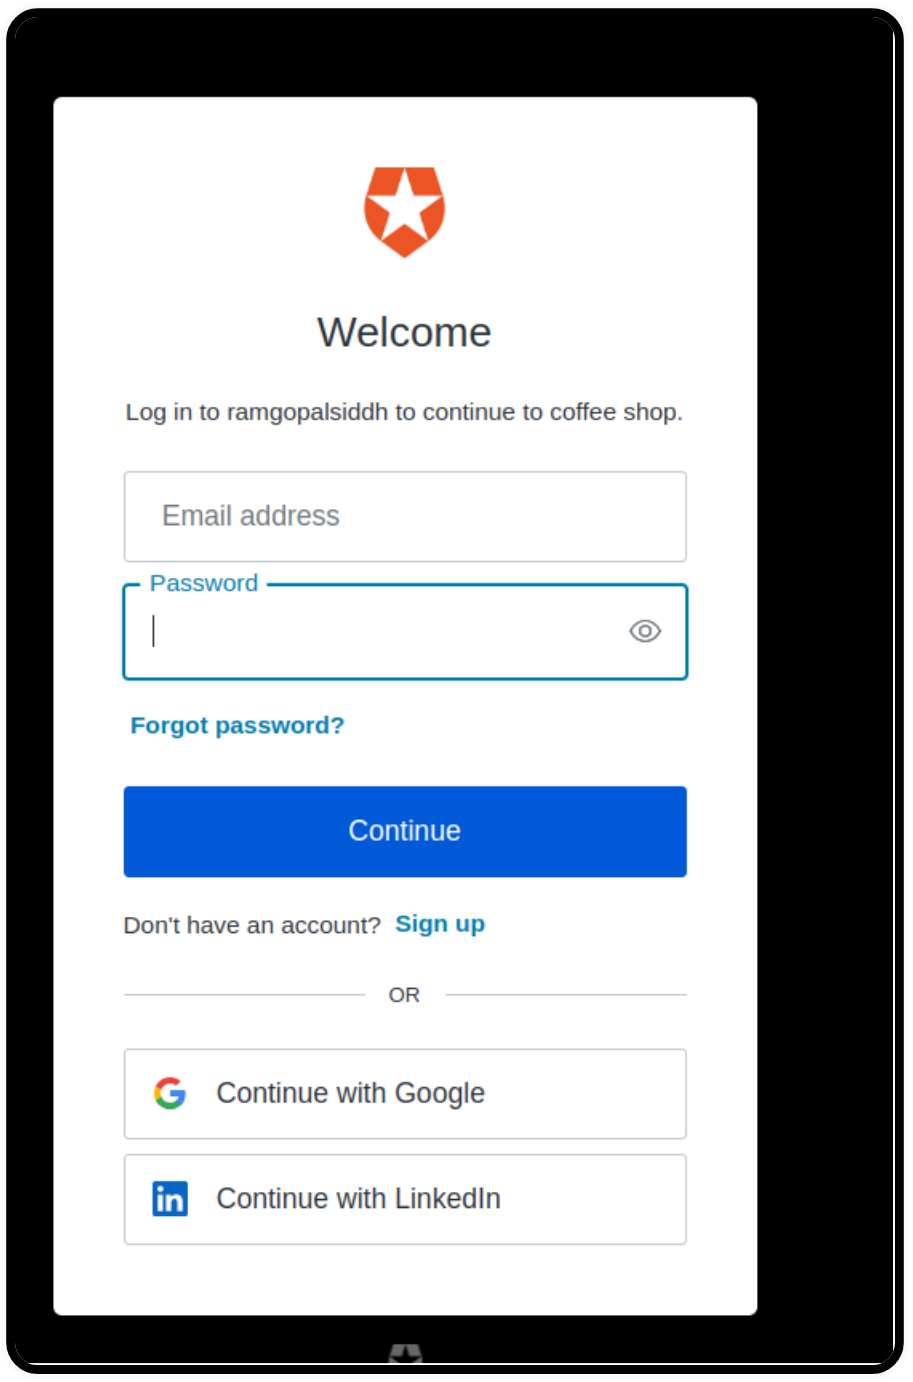 Welcome
Log in to ramgopalsiddh to continue to coffee shop.
Email address
Password
Forgot password?
Continue
Don't have an account? Sign up
OR
Continue with Google
in Continue with LinkedIn